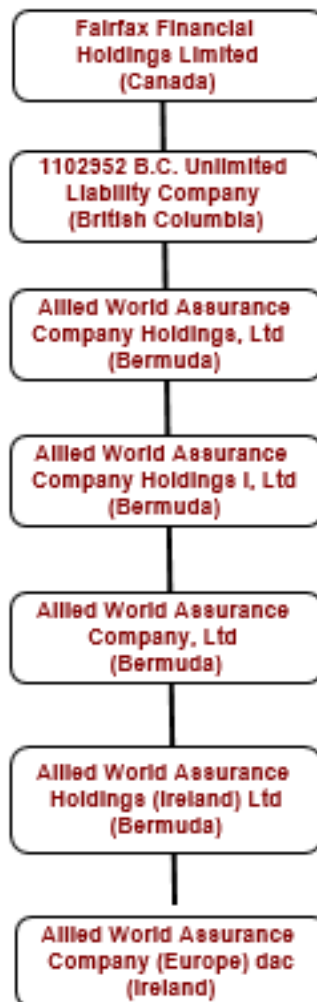 Fairfax Financial
Holdings Limited
(Canada)
1102952 B.C. Unlimited
Liability Company
(British Columbia)
Allied World Assurance
Company Holdings, Ltd
(Bermuda)
Allied World Assurance
Company Holdings I, Ltd
(Bermuda)
Allied World Assurance
Company, Ltd
(Bermuda)
Allied World Assurance
Holdings (Ireland) Ltd
(Bermuda)
Allied World Assurance
Company (Europe) dac
(Ireland)